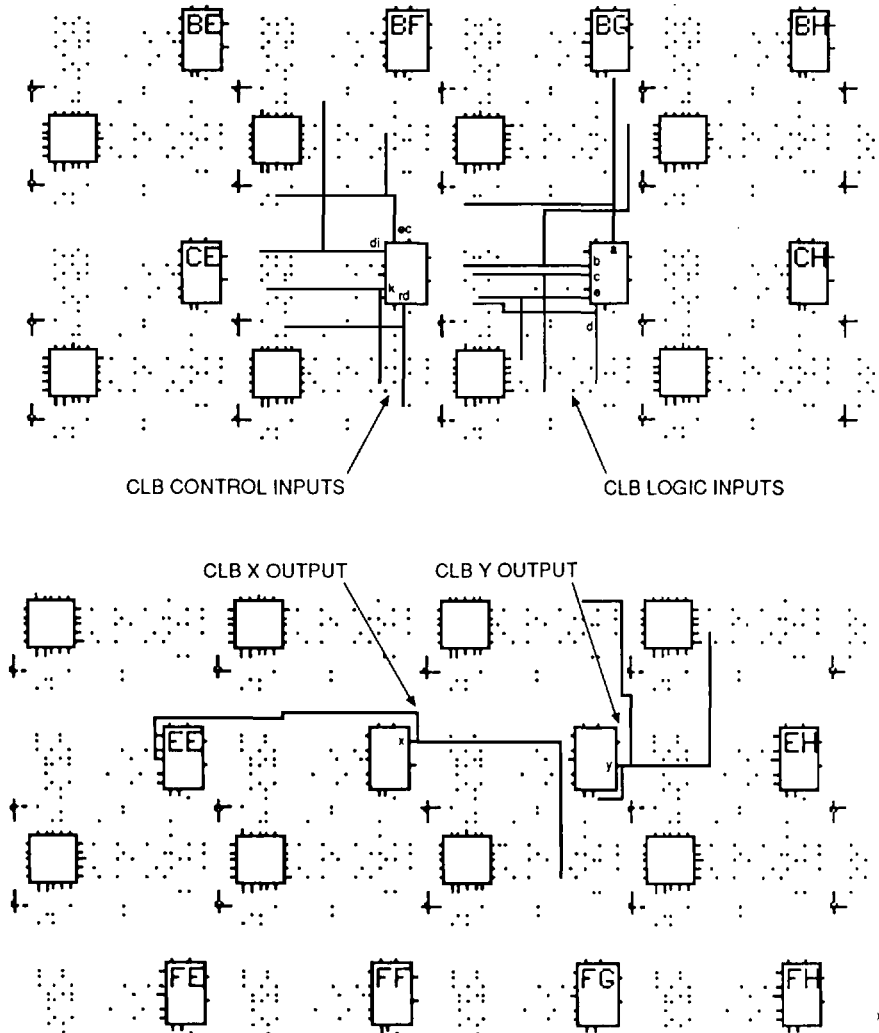 BE BF BG BH
ec
di
a
CE b CH
c
k e
rd
d
CLB CONTROL INPUTS CLB LOGIC INPUTS
CLB X OUTPUT CLB Y OUTPUT
EE x EH
y
FE FF FG FH